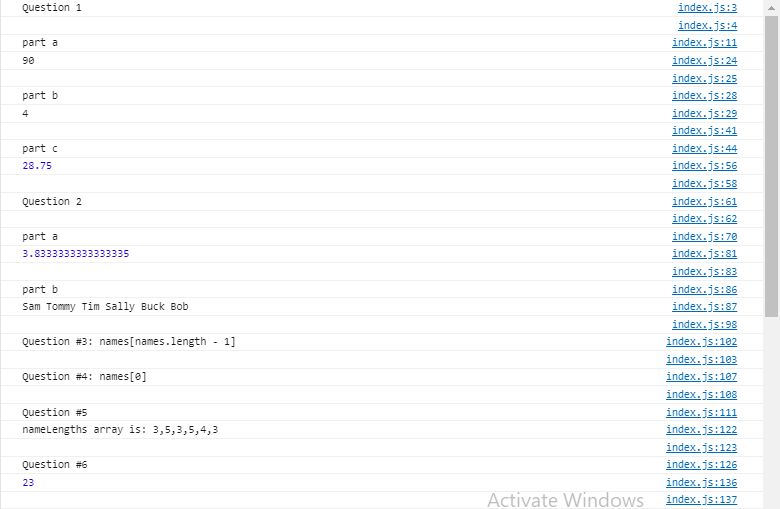 Question 1 index.js:3
index.js:4
part a index.js:11
90 index.js:24
index.js:25
part b index.js:28
4 index.js:29
index.js:41
part c index.js:44
28.75 index.js:56
index.js:58
Question 2 index.js:61
index.js:62
part a index.js:70
3.8333333333333335 index.js:81
index.js:83
part b index.js:86
Sam Tommy Tim Sally Buck Bob index.js:87
index.js:98
Question #3: names[names.length - 1] index.js:102
index.js:103
Question #4: names[0] index.js:107
index.js:108
Question #5 index.js:111
nameLengths array is: 3,5,3,5,4,3 index.js:122
index.js:123
Question #6 index.js:126
23 index.js:136
index.js:137
Activate Windows